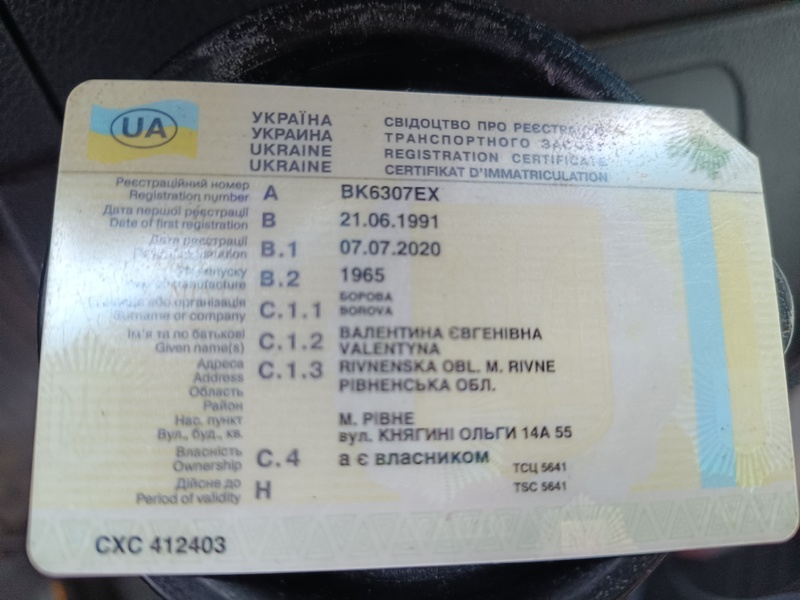 UA
УКРАЇНА
УКРАИНА
UKRAINE
UKRAINE
СВІДОЦТВО ПРО РЕЄСТРАЦІЮ
ТРАНСПОРТНОГО
REGISTRATION CERTIFICATE
CERTIFIKAT D'IMMATRICULATION
Реєстраційний номер
Registration number A BK6307EX
Дата першої реєстрації
Date of first registration B 21.06.1991
Дата реєстрації
B.1 07.07.2020
B.2 1965
Surname or company C.1.1 БОРОВА
BOROVA
Ім'я та по батькові
Given name(s) C.1.2 ВАЛЕНТИНА ЄВГЕНІВНА
VALENTYNA
Адреса
Address C.1.3 RIVNENSKA OBL. M. RIVNE
Область РІВНЕНСЬКА ОБЛ.
Район
Нас. пункт М. РІВНЕ
Вул., буд., кв. вул. КНЯГИНІ ОЛЬГИ 14А 55
Власність
Ownership C.4 а є власником
ТСЦ 5641
Дійсне до
Period of validity H TSC 5641
СХС 412403